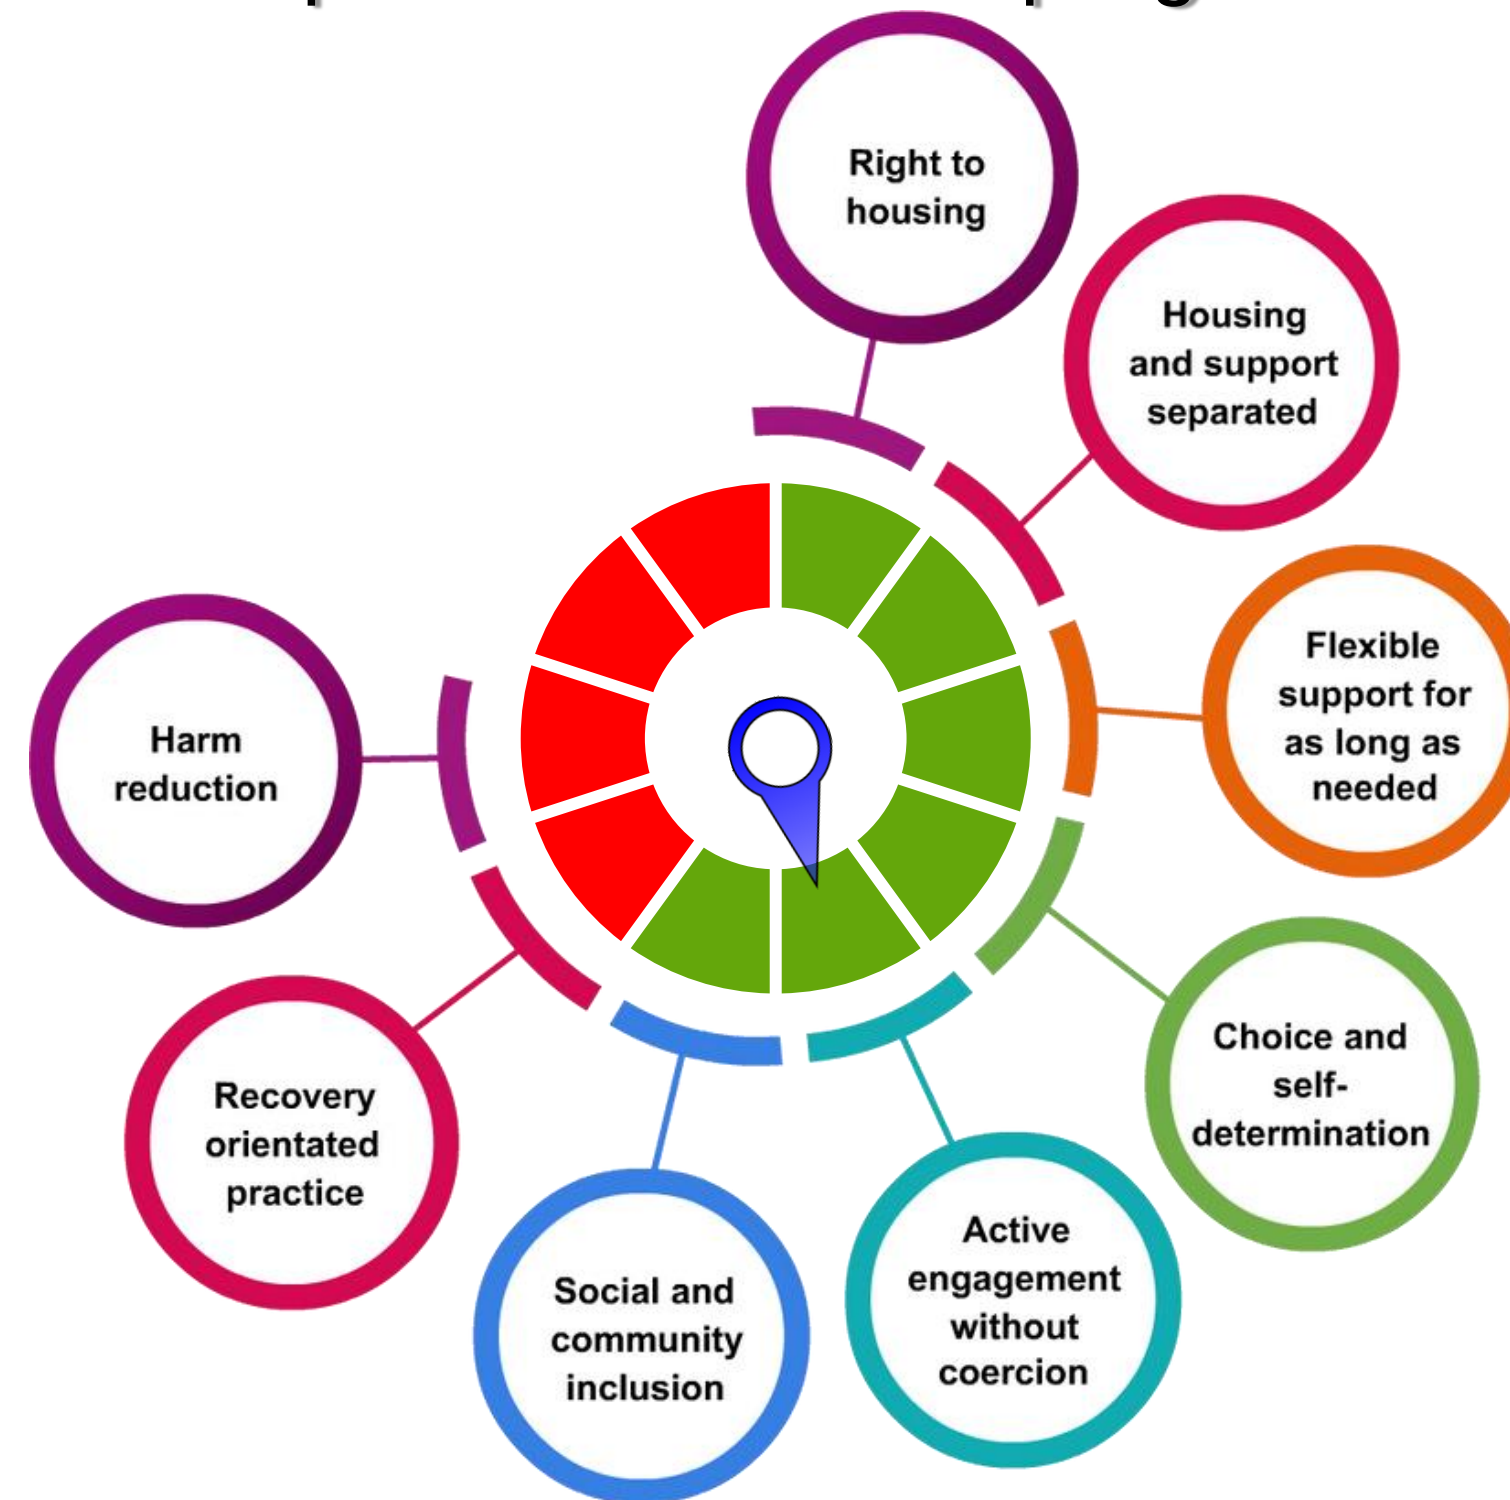 Right to
housing
Housing
and support
separated
Flexible
support for
as long as
needed
Choice and
self-
determination
Active
engagement
without
coercion
Social and
community
inclusion
Recovery
orientated
practice
Harm
reduction